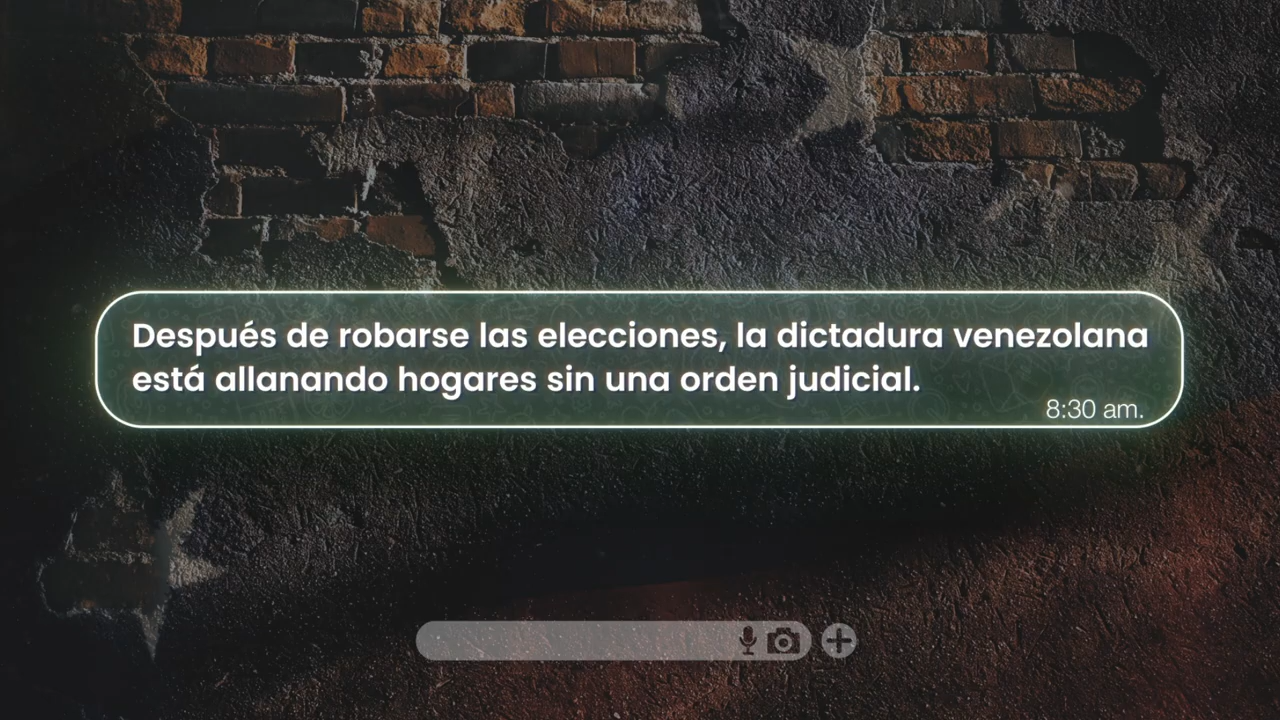 Después de robarse las elecciones, la dictadura venezolana
está allanando hogares sin una orden judicial.
8:30 am.